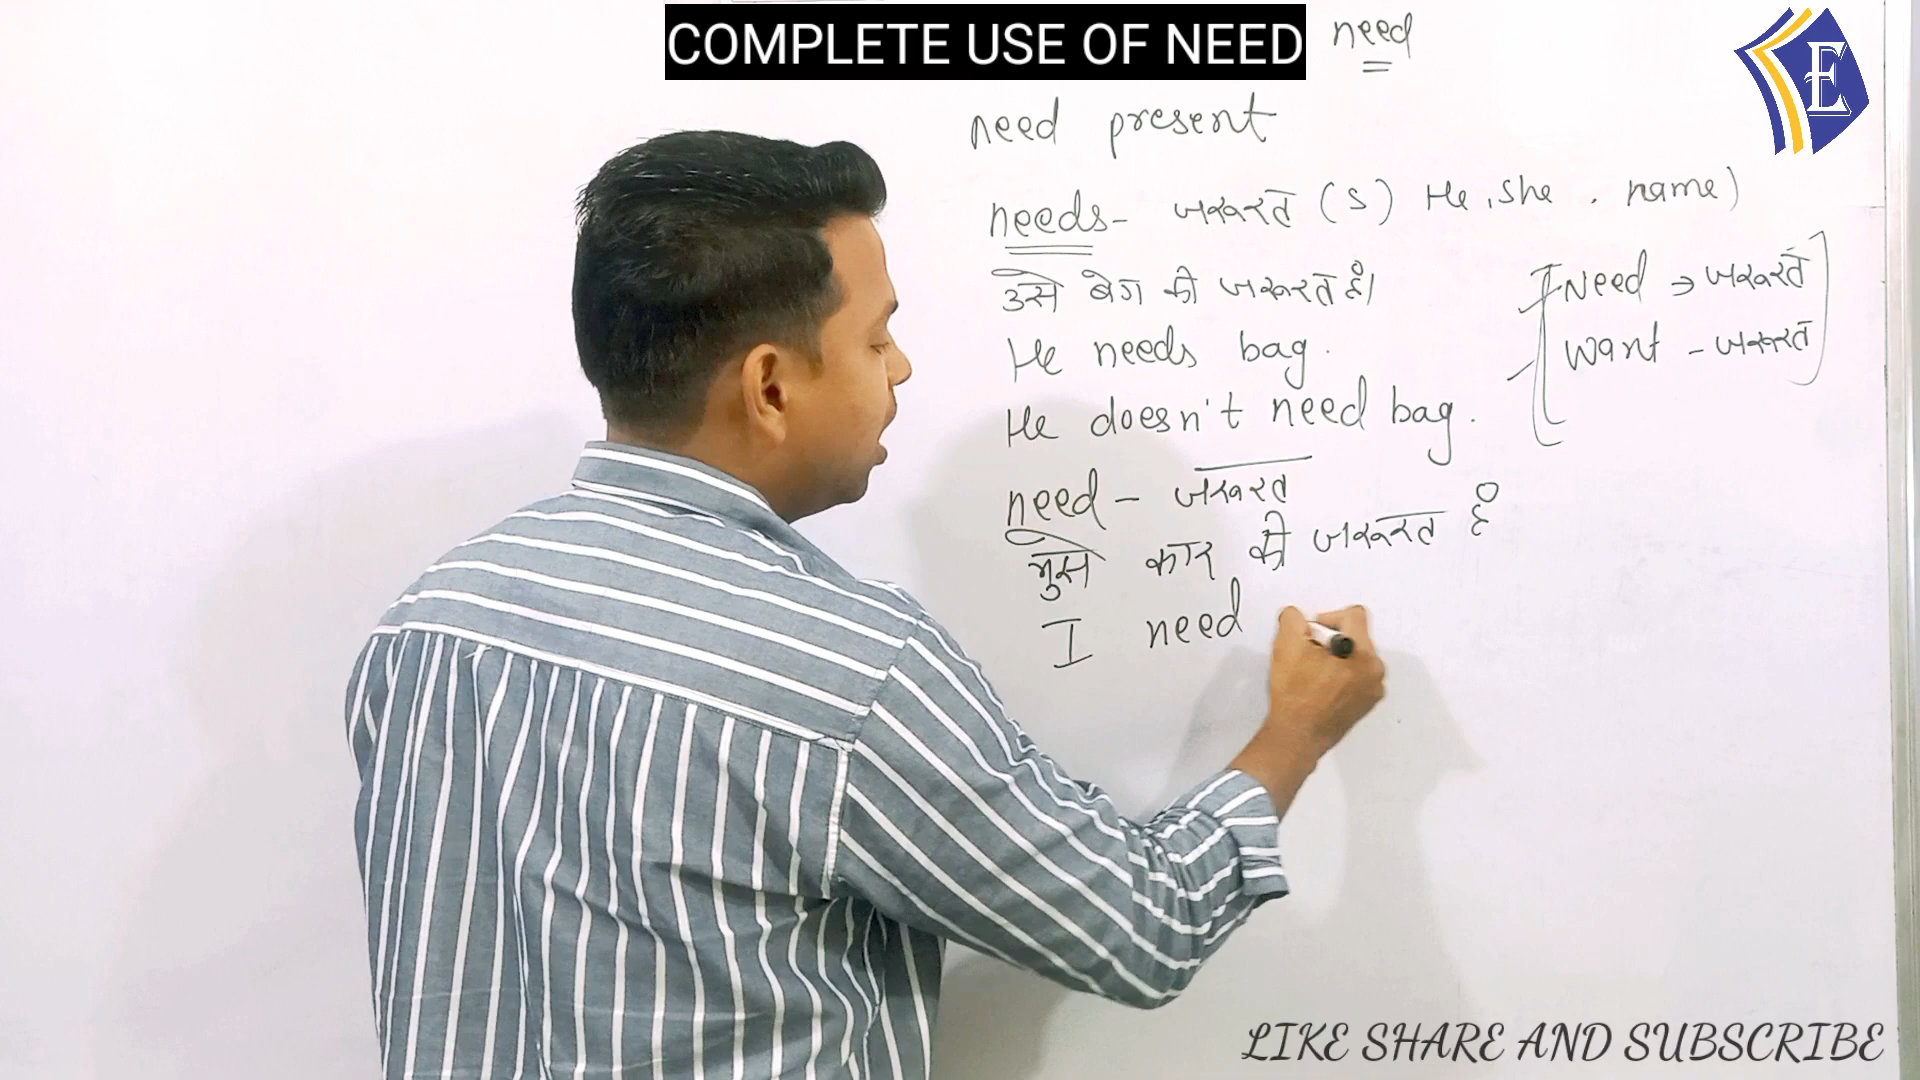 COMPLETE USE OF NEED
need
E
need present
needs - जरूरत (s) He, she . name)
उसे बेग की जरूरत है।
Need → जरूरत
He needs bag.
Want - जरूरत
He doesn't need bag.
need - जरूरत
मुझे कार की जरूरत है
I need
LIKE SHARE AND SUBSCRIBE